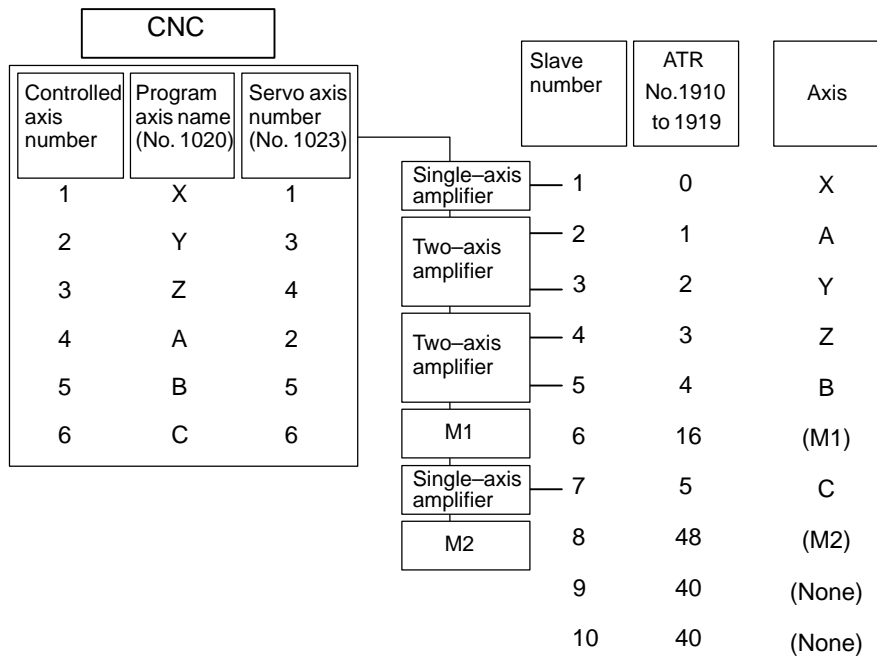 CNC
Controlled axis number
Program axis name (No. 1020)
Servo axis number (No. 1023)
1 X 1
2 Y 3
3 Z 4
4 A 2
5 B 5
6 C 6
Single–axis amplifier
Two–axis amplifier
Two–axis amplifier
M1
Single–axis amplifier
M2
Slave number
ATR No.1910 to 1919
Axis
1 0 X
2 1 A
3 2 Y
4 3 Z
5 4 B
6 16 (M1)
7 5 C
8 48 (M2)
9 40 (None)
10 40 (None)